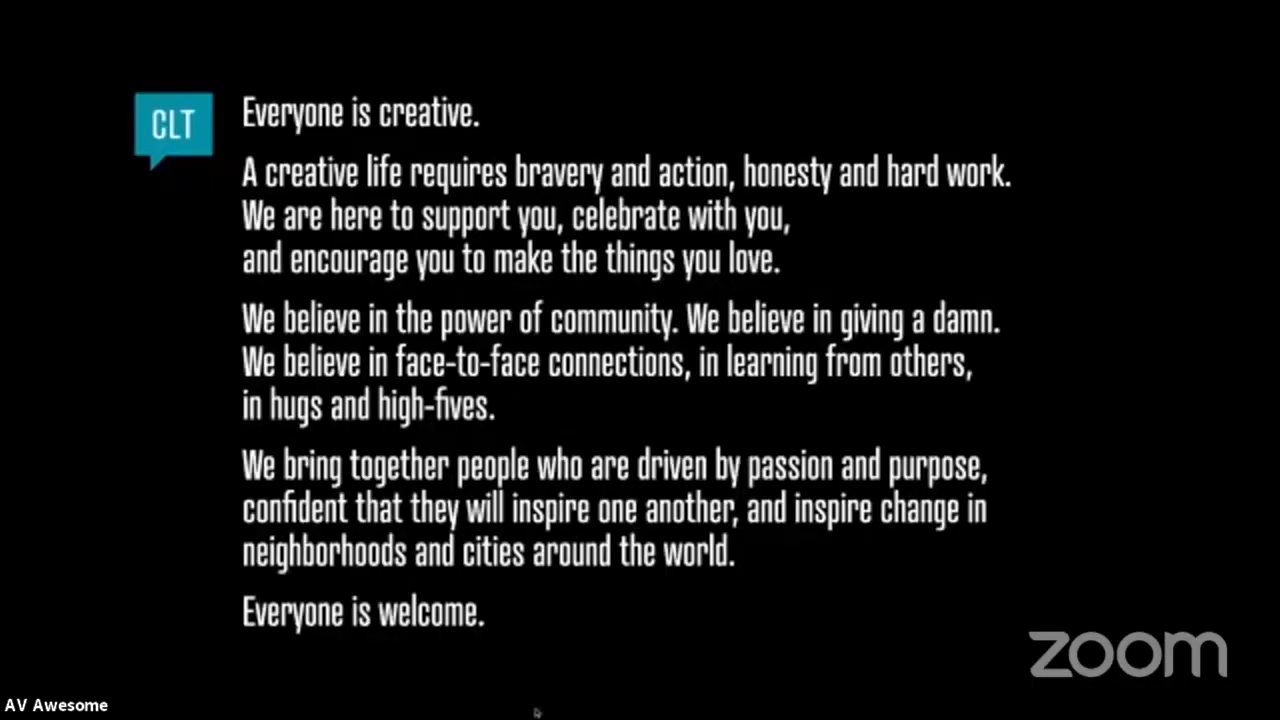 CLT
Everyone is creative.
A creative life requires bravery and action, honesty and hard work.
We are here to support you, celebrate with you,
and encourage you to make the things you love.
We believe in the power of community. We believe in giving a damn.
We believe in face-to-face connections, in learning from others,
in hugs and high-fives.
We bring together people who are driven by passion and purpose,
confident that they will inspire one another, and inspire change in
neighborhoods and cities around the world.
Everyone is welcome.
zoom
AV Awesome